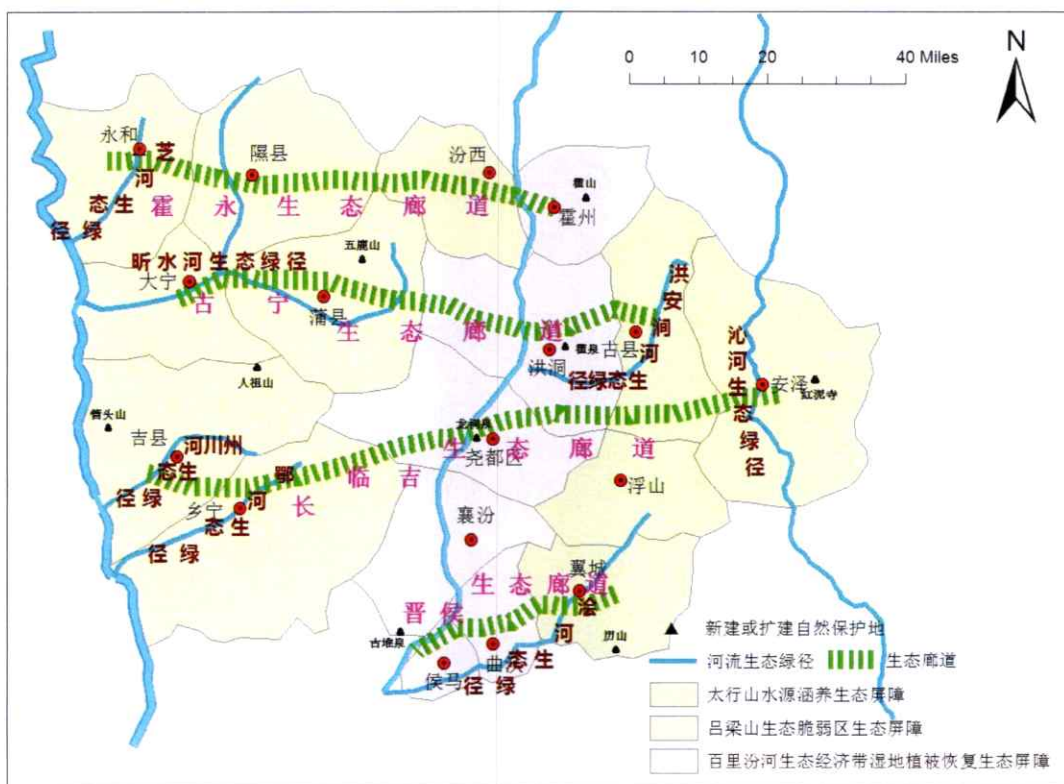 0 10 20 40 Miles
N
永和
隰县
汾西
霍山
霍州
芝河
生态绿径
霍永生态廊道
五鹿山
昕水河生态绿径
大宁
古宁生态廊道
蒲县
洪安涧河
生态绿径
霍泉
古县
洪洞
沁河生态绿径
安泽
红泥寺
人祖山
管头山
吉县
州川河
生态绿径
龙祠泉
尧都区
长临吉生态廊道
鄂河
生态绿径
乡宁
浮山
襄汾
翼城
晋侯生态廊道
浍河
生态绿径
古堆泉
曲沃
侯马
历山
新建或扩建自然保护地
河流生态绿径
生态廊道
太行山水源涵养生态屏障
吕梁山生态脆弱区生态屏障
百里汾河生态经济带湿地植被恢复生态屏障